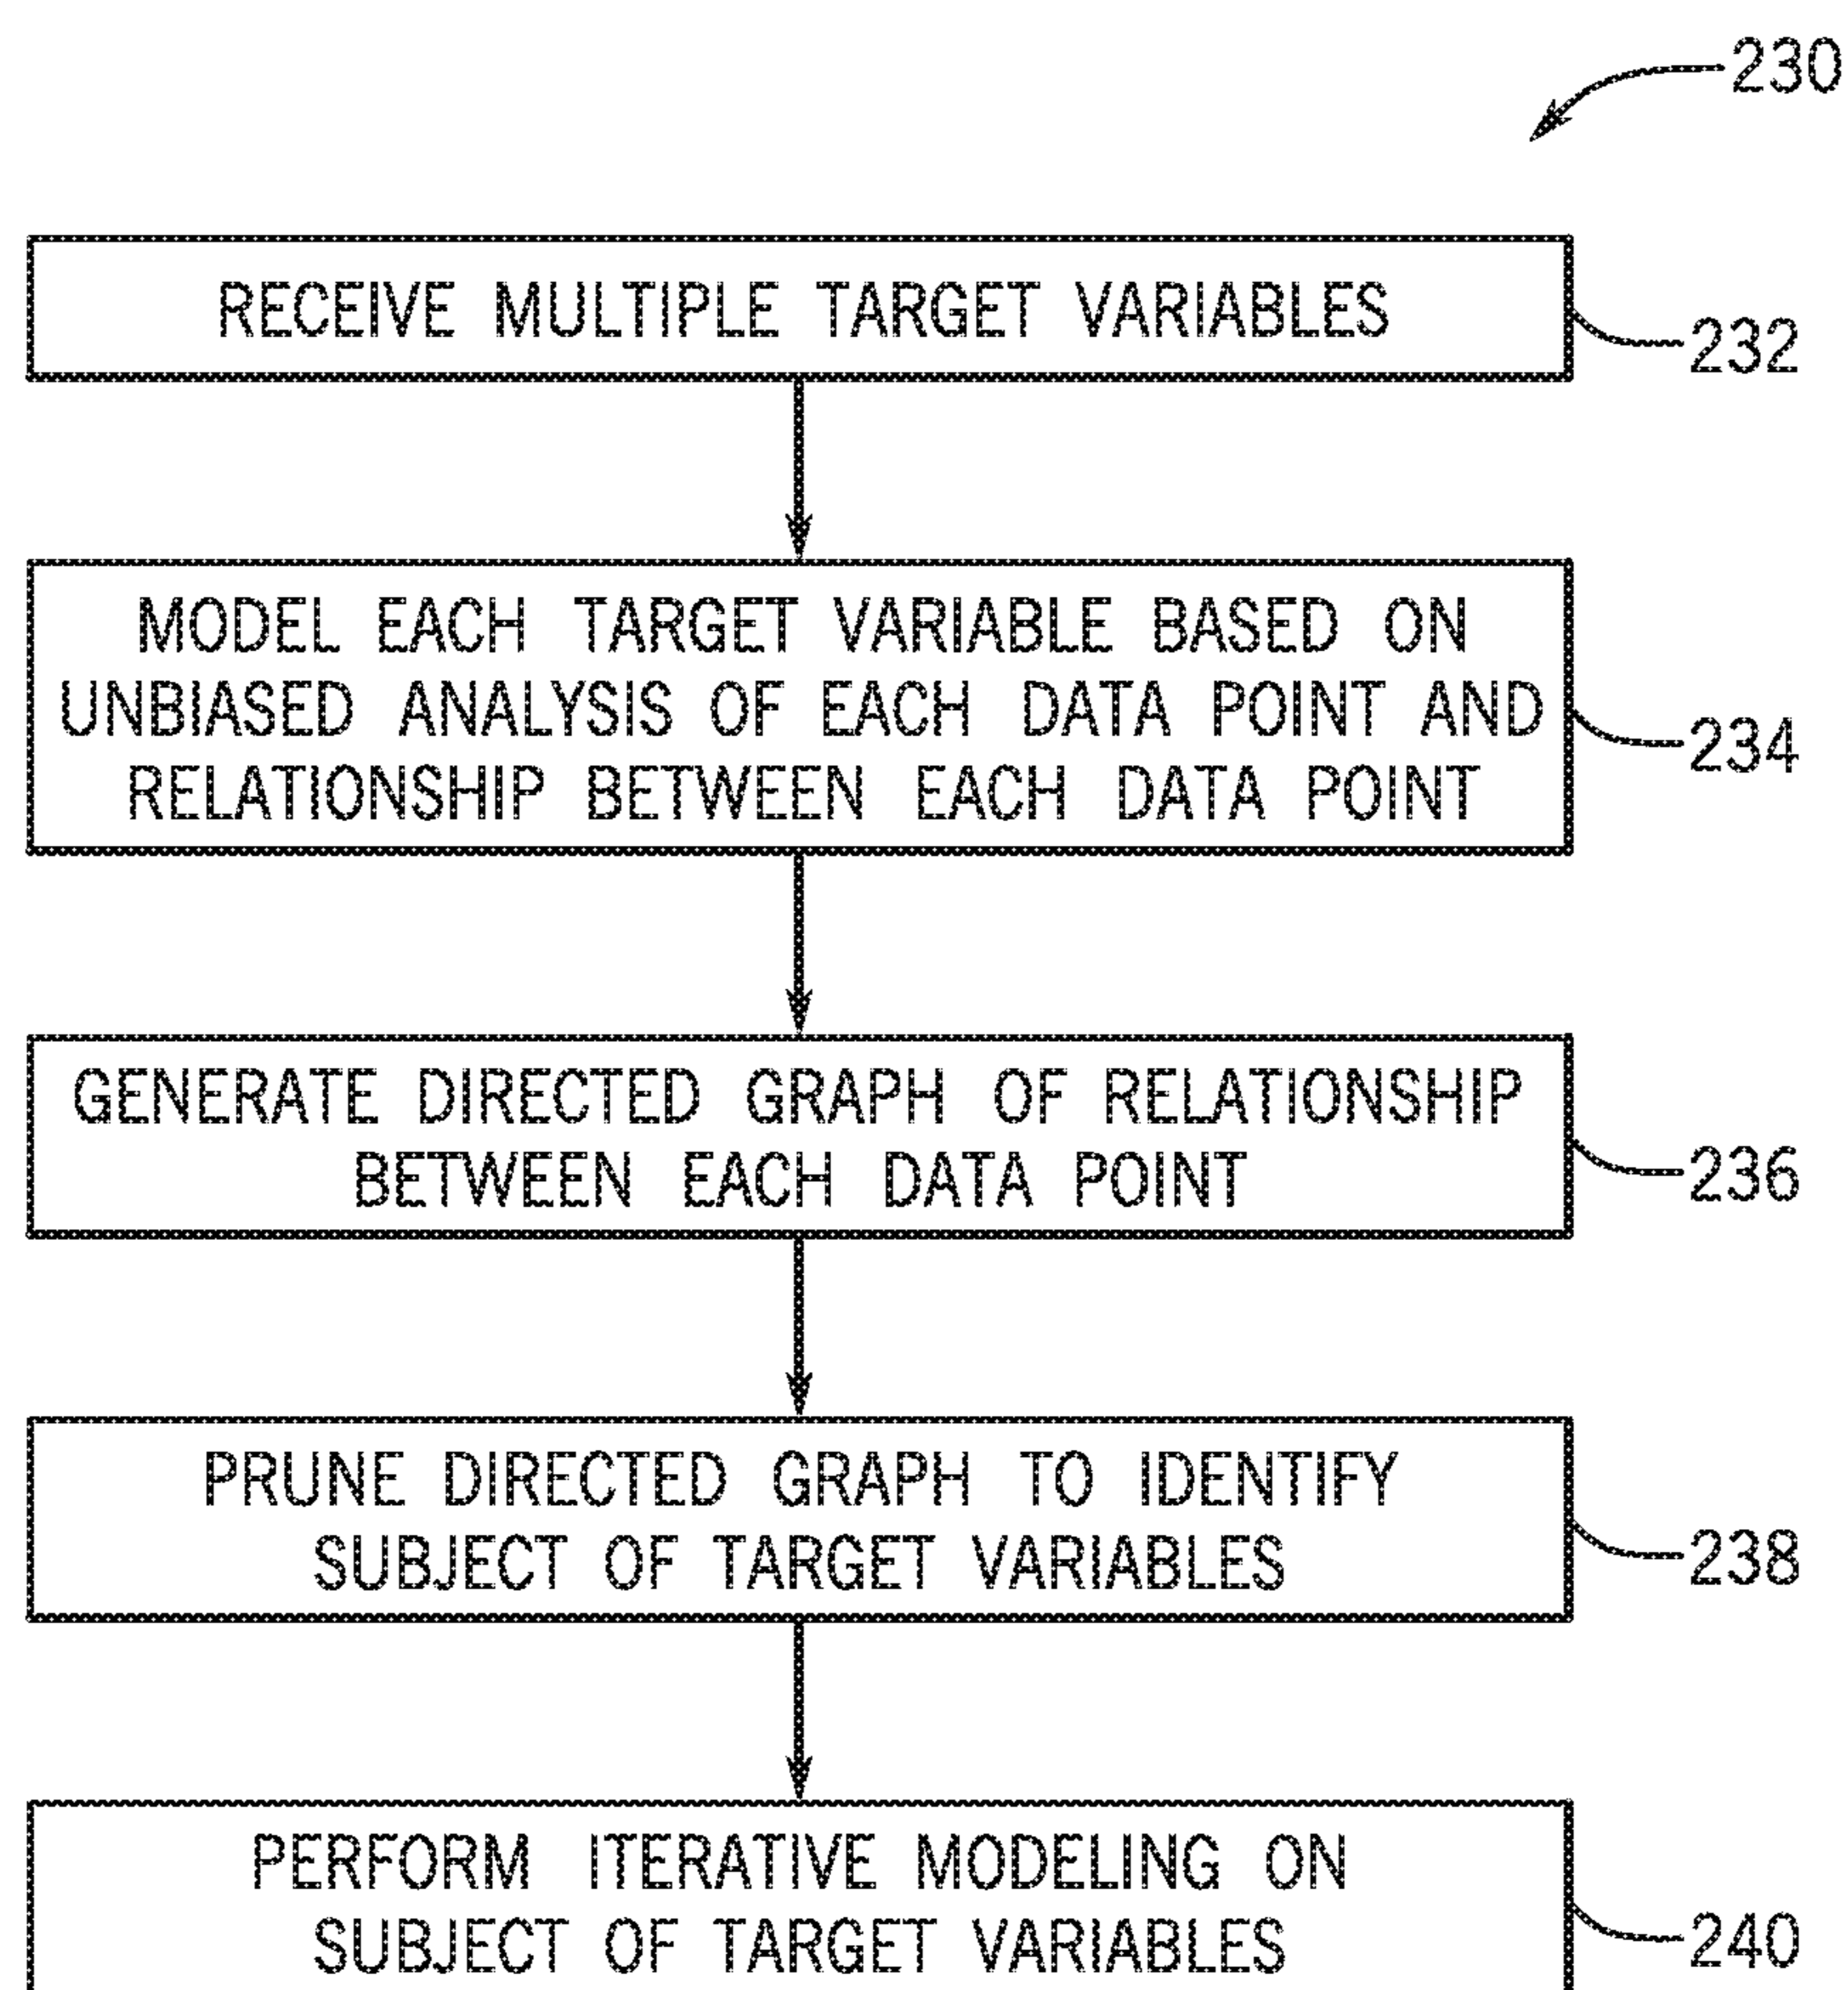 230
RECEIVE MULTIPLE TARGET VARIABLES
232
MODEL EACH TARGET VARIABLE BASED ON
UNBIASED ANALYSIS OF EACH DATA POINT AND
RELATIONSHIP BETWEEN EACH DATA POINT
234
GENERATE DIRECTED GRAPH OF RELATIONSHIP
BETWEEN EACH DATA POINT
236
PRUNE DIRECTED GRAPH TO IDENTIFY
SUBJECT OF TARGET VARIABLES
238
PERFORM ITERATIVE MODELING ON
SUBJECT OF TARGET VARIABLES
240